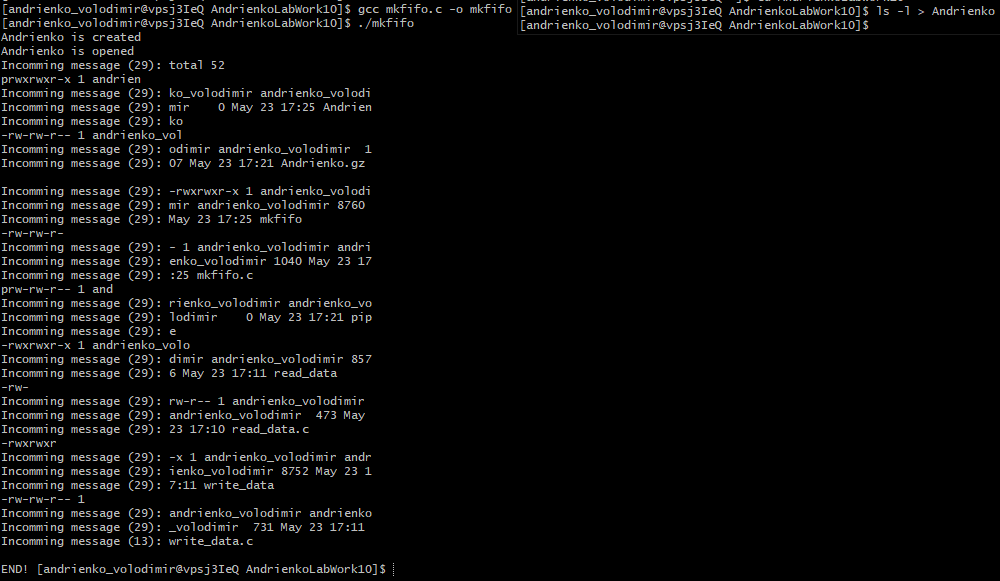 [andrienko_volodimir@vpsj3IeQ AndrienkoLabWork10]$ gcc mkfifo.c -o mkfifo
[andrienko_volodimir@vpsj3IeQ AndrienkoLabWork10]$ ./mkfifo
Andrienko is created
Andrienko is opened
Incomming message (29): total 52
prwxrwxr-x 1 andrien
Incomming message (29): ko_volodimir andrienko_volodi
Incomming message (29): mir    0 May 23 17:25 Andrien
Incomming message (29): ko
-rw-rw-r-- 1 andrienko_vol
Incomming message (29): odimir andrienko_volodimir  1
Incomming message (29): 07 May 23 17:21 Andrienko.gz

Incomming message (29): -rwxrwxr-x 1 andrienko_volodi
Incomming message (29): mir andrienko_volodimir 8760
Incomming message (29): May 23 17:25 mkfifo
-rw-rw-r-
Incomming message (29): - 1 andrienko_volodimir andri
Incomming message (29): enko_volodimir 1040 May 23 17
Incomming message (29): :25 mkfifo.c
prw-rw-r-- 1 and
Incomming message (29): rienko_volodimir andrienko_vo
Incomming message (29): lodimir    0 May 23 17:21 pip
Incomming message (29): e
-rwxrwxr-x 1 andrienko_volo
Incomming message (29): dimir andrienko_volodimir 857
Incomming message (29): 6 May 23 17:11 read_data
-rw-
Incomming message (29): rw-r-- 1 andrienko_volodimir
Incomming message (29): andrienko_volodimir  473 May
Incomming message (29): 23 17:10 read_data.c
-rwxrwxr
Incomming message (29): -x 1 andrienko_volodimir andr
Incomming message (29): ienko_volodimir 8752 May 23 1
Incomming message (29): 7:11 write_data
-rw-rw-r-- 1
Incomming message (29): andrienko_volodimir andrienko
Incomming message (29): _volodimir  731 May 23 17:11
Incomming message (13): write_data.c

END! [andrienko_volodimir@vpsj3IeQ AndrienkoLabWork10]$
[andrienko_volodimir@vpsj3IeQ AndrienkoLabWork10]$ ls -l > Andrienko
[andrienko_volodimir@vpsj3IeQ AndrienkoLabWork10]$